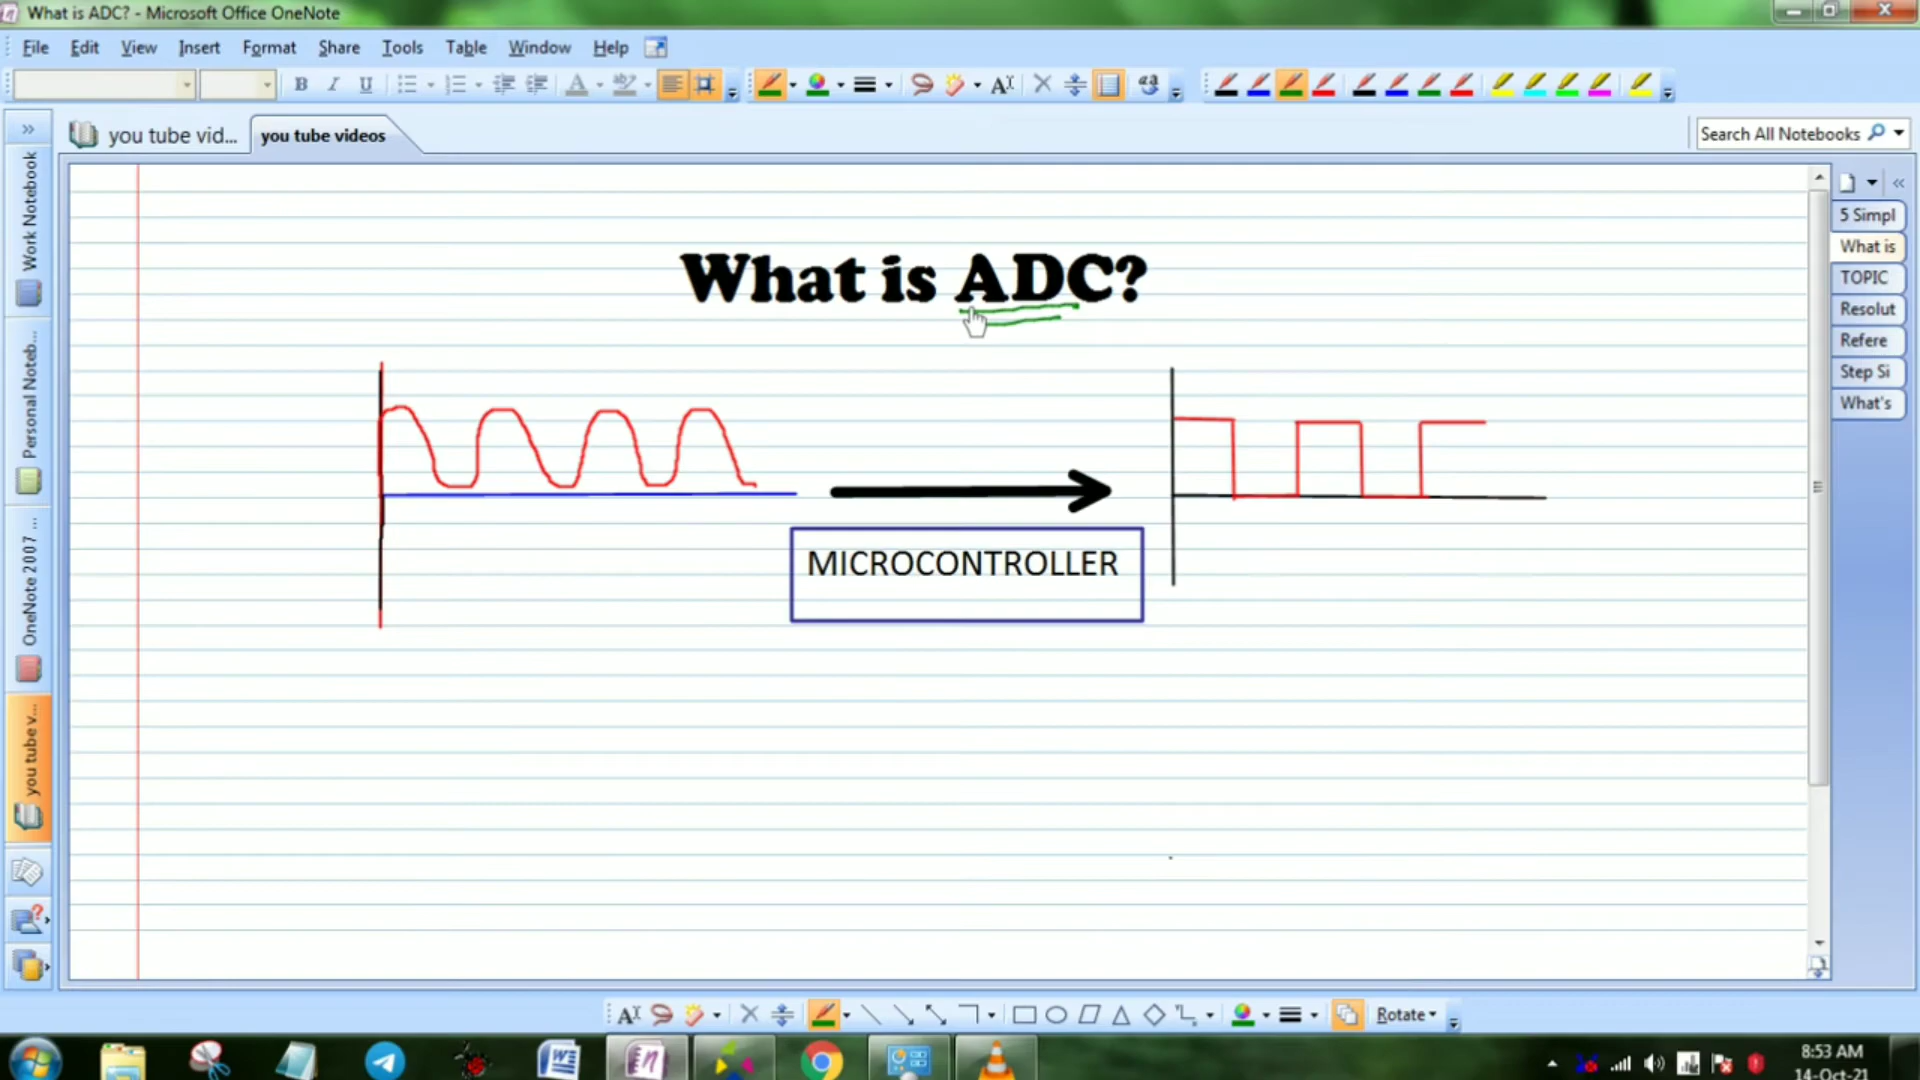 What is ADC? - Microsoft Office OneNote
File Edit View Insert Format Share Tools Table Window Help
B I U
you tube vid... you tube videos
Search All Notebooks
Work Notebook
Personal Noteb...
OneNote 2007 ...
you tube v...
5 Simpl
What is
TOPIC
Resolut
Refere
Step Si
What's
What is ADC?
MICROCONTROLLER
Rotate
8:53 AM
14-Oct-21